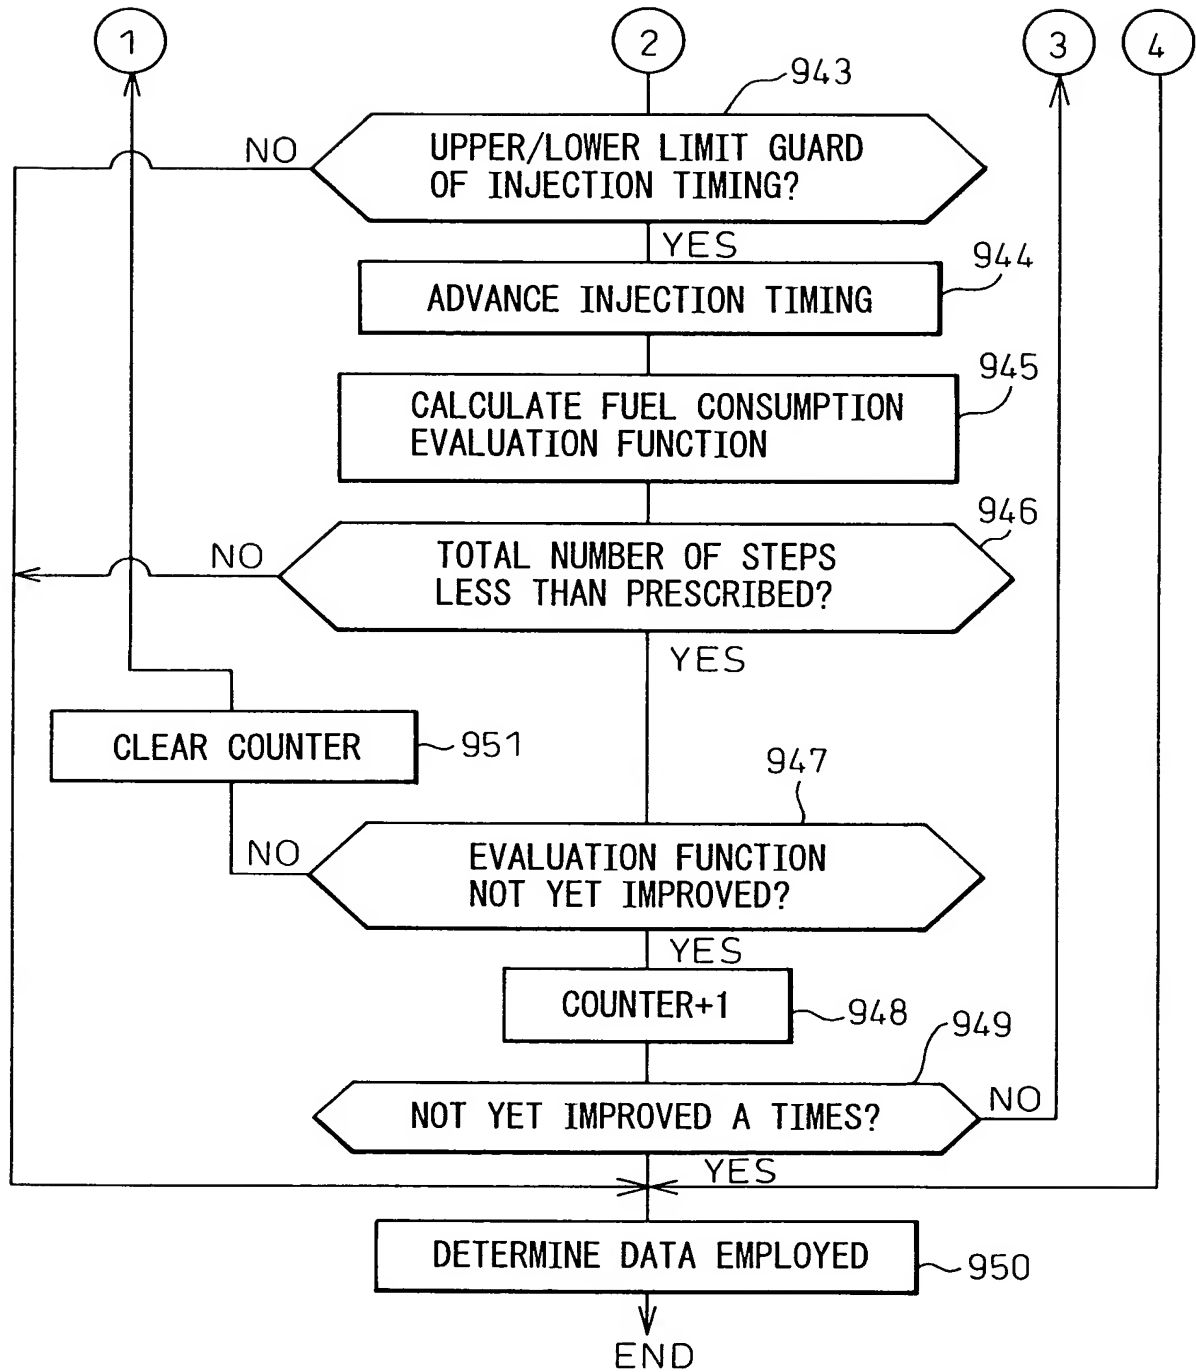 1
2
3
4
943
NO
UPPER/LOWER LIMIT GUARD
OF INJECTION TIMING?
YES
944
ADVANCE INJECTION TIMING
945
CALCULATE FUEL CONSUMPTION
EVALUATION FUNCTION
946
NO
TOTAL NUMBER OF STEPS
LESS THAN PRESCRIBED?
YES
CLEAR COUNTER
951
947
NO
EVALUATION FUNCTION
NOT YET IMPROVED?
YES
COUNTER+1
948
949
NOT YET IMPROVED A TIMES?
NO
YES
DETERMINE DATA EMPLOYED
950
END